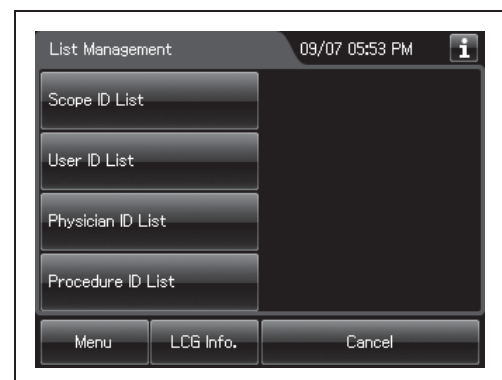 List Management 09/07 05:53 PM i
Scope ID List
User ID List
Physician ID List
Procedure ID List
Menu LCG Info. Cancel